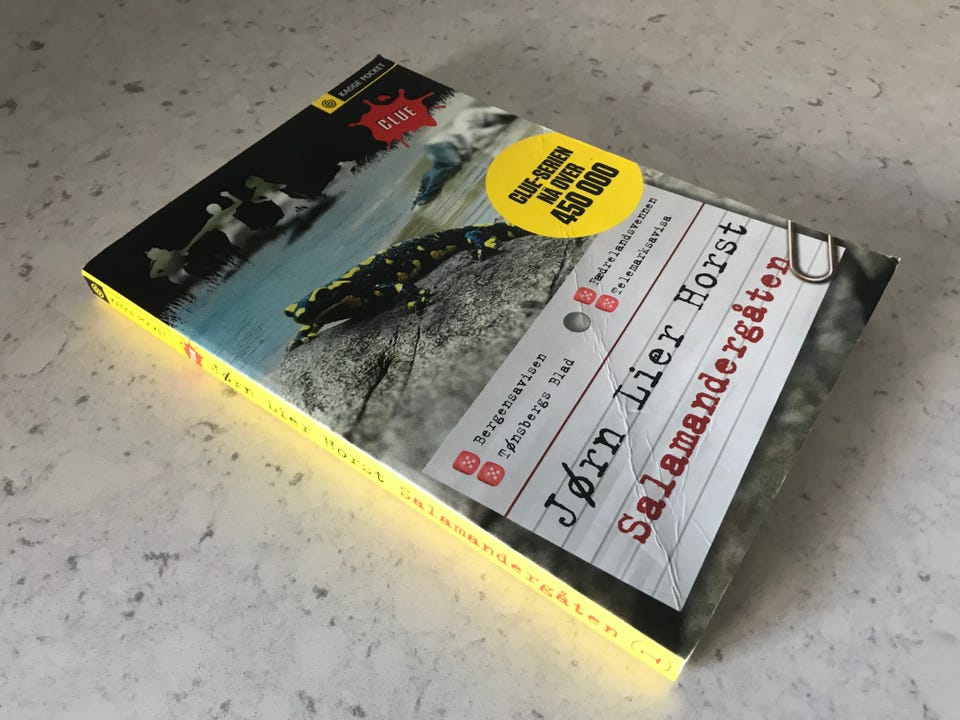 KAGGE POCKET
CLUE
CLUE-SERIEN
NÅ OVER
450 000
Bergensavisen
Tønsbergs Blad
Fædrelandsvennen
Telemarksavisa
Jørn Lier Horst
Salamandergåten
Jørn Lier Horst Salamandergåten 1